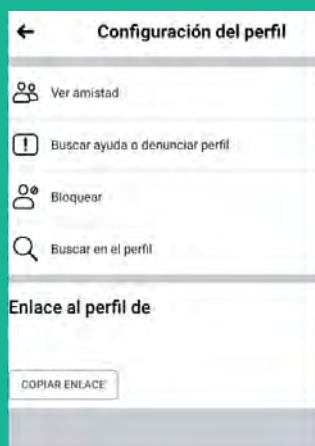 Configuración del perfil
Ver amistad
Buscar ayuda o denunciar perfil
Bloquear
Buscar en el perfil
Enlace al perfil de
COPIAR ENLACE